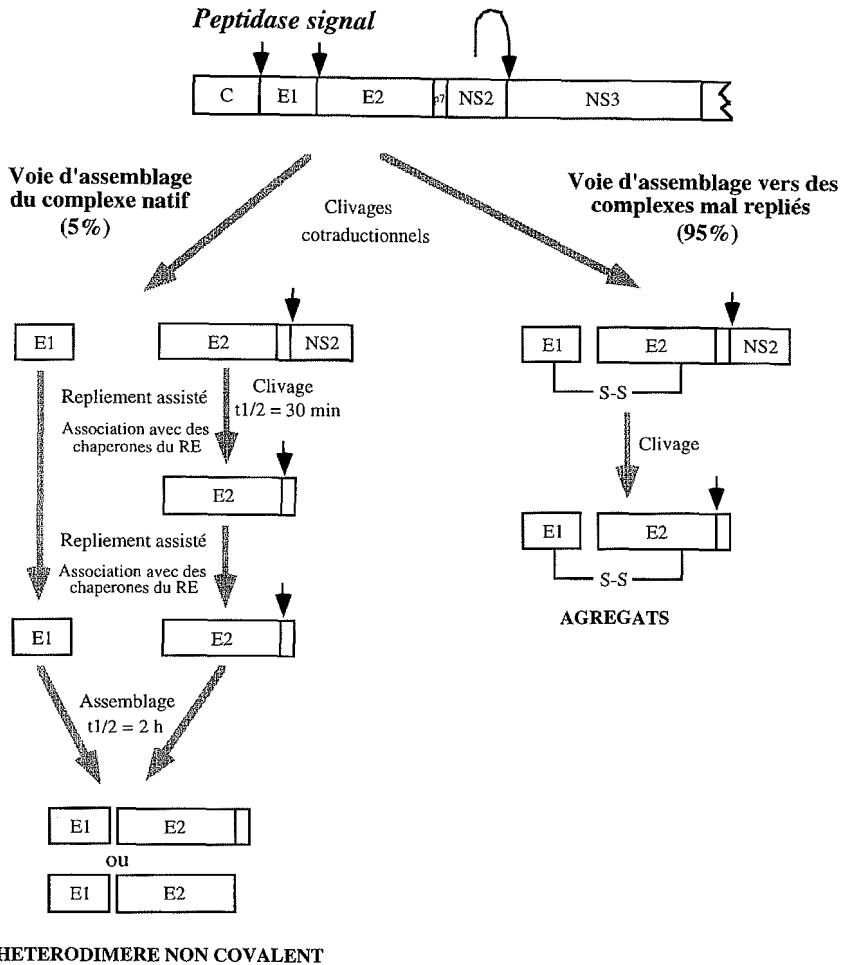 Peptidase signal
C E1 E2 p7 NS2 NS3
Voie d'assemblage
du complexe natif
(5%)
Clivages
cotraductionnels
Voie d'assemblage vers des
complexes mal repliés
(95%)
E1 E2 NS2
E1 E2 NS2
S-S
Repliement assisté
Association avec des
chaperones du RE
Clivage
t1/2 = 30 min
Clivage
E2
E1 E2
S-S
AGREGATS
Repliement assisté
Association avec des
chaperones du RE
E1 E2
Assemblage
t1/2 = 2 h
E1 E2
ou
E1 E2
HETERODIMERE NON COVALENT